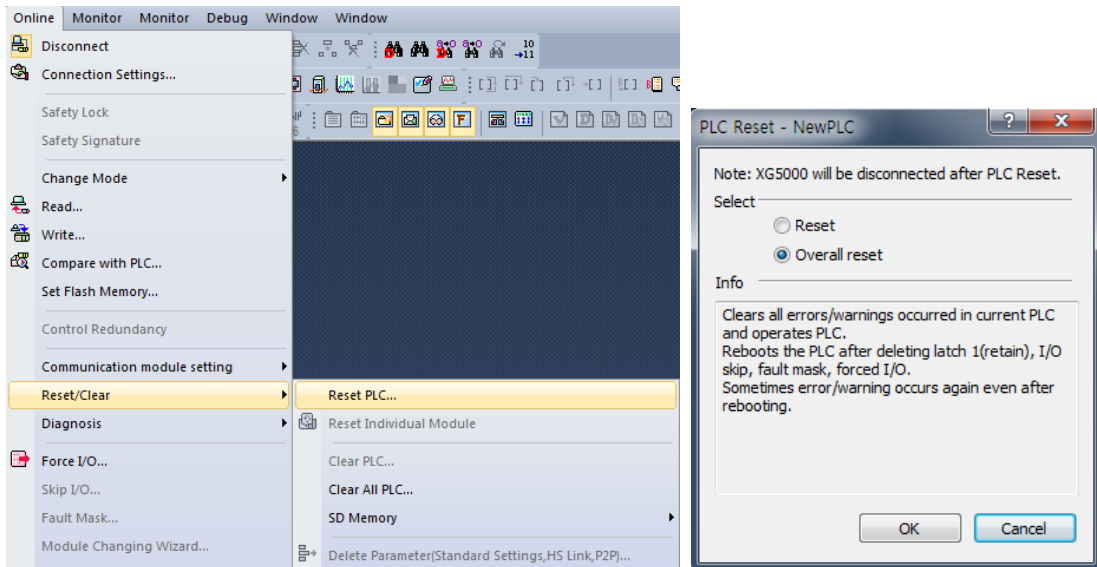 Online Monitor Monitor Debug Window Window
Disconnect
Connection Settings...
Safety Lock
Safety Signature
Change Mode
Read...
Write...
Compare with PLC...
Set Flash Memory...
Control Redundancy
Communication module setting
Reset/Clear
Diagnosis
Force I/O...
Skip I/O...
Fault Mask...
Module Changing Wizard...
Reset PLC...
Reset Individual Module
Clear PLC...
Clear All PLC...
SD Memory
Delete Parameter(Standard Settings,HS Link,P2P)...
PLC Reset - NewPLC
Note: XG5000 will be disconnected after PLC Reset.
Select
Reset
Overall reset
Info
Clears all errors/warnings occurred in current PLC
and operates PLC.
Reboots the PLC after deleting latch 1(retain), I/O
skip, fault mask, forced I/O.
Sometimes error/warning occurs again even after
rebooting.
OK Cancel